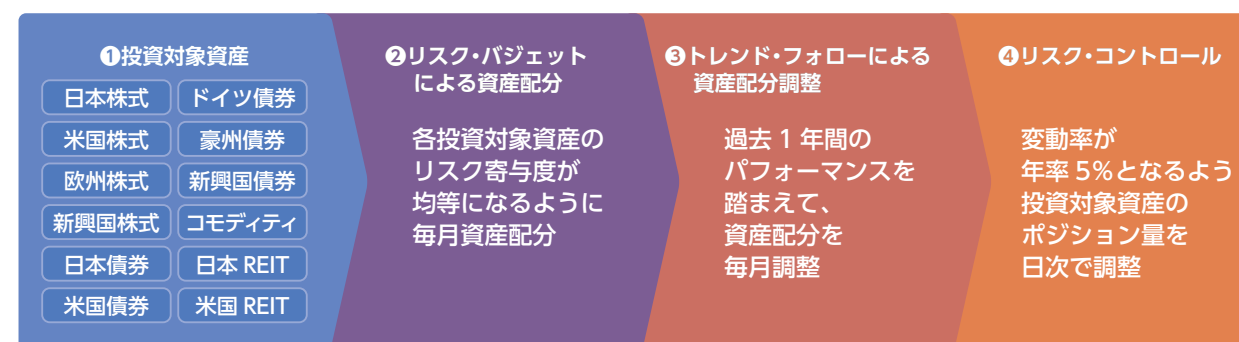 ❶投資対象資産
日本株式 ドイツ債券
米国株式 豪州債券
欧州株式 新興国債券
新興国株式 コモディティ
日本債券 日本 REIT
米国債券 米国 REIT
❷リスク・バジェット
による資産配分
各投資対象資産の
リスク寄与度が
均等になるように
毎月資産配分
❸トレンド・フォローによる
資産配分調整
過去 1 年間の
パフォーマンスを
踏まえて、
資産配分を
毎月調整
❹リスク・コントロール
変動率が
年率 5%となるよう
投資対象資産の
ポジション量を
日次で調整